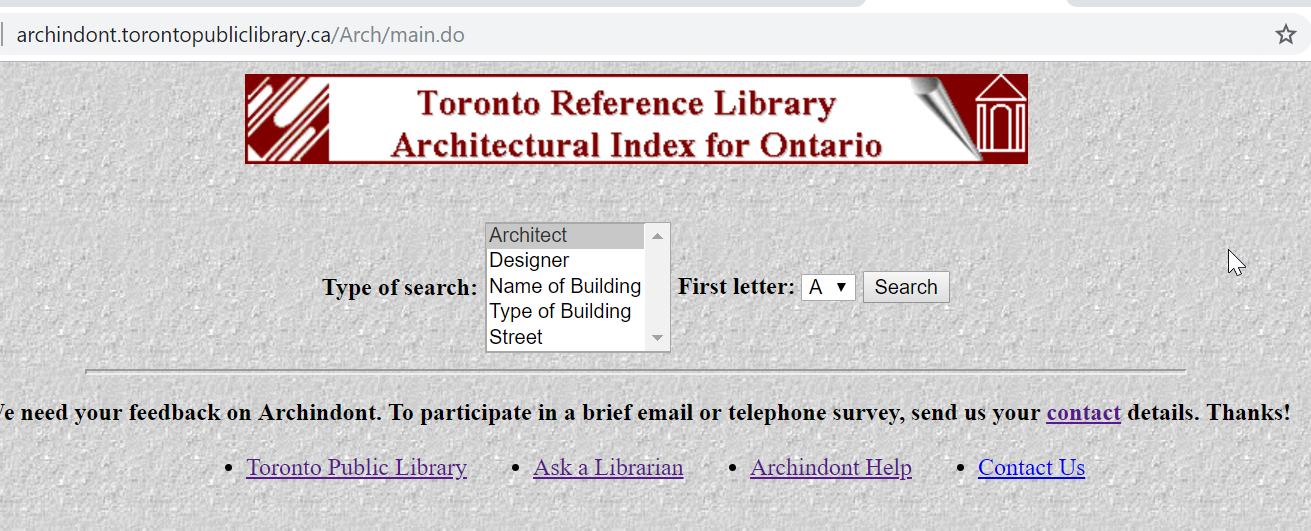 archindont.torontopubliclibrary.ca/Arch/main.do
Toronto Reference Library
Architectural Index for Ontario
Type of search:
Architect
Designer
Name of Building
Type of Building
Street
First letter: A Search
e need your feedback on Archindont. To participate in a brief email or telephone survey, send us your contact details. Thanks!
Toronto Public Library
Ask a Librarian
Archindont Help
Contact Us